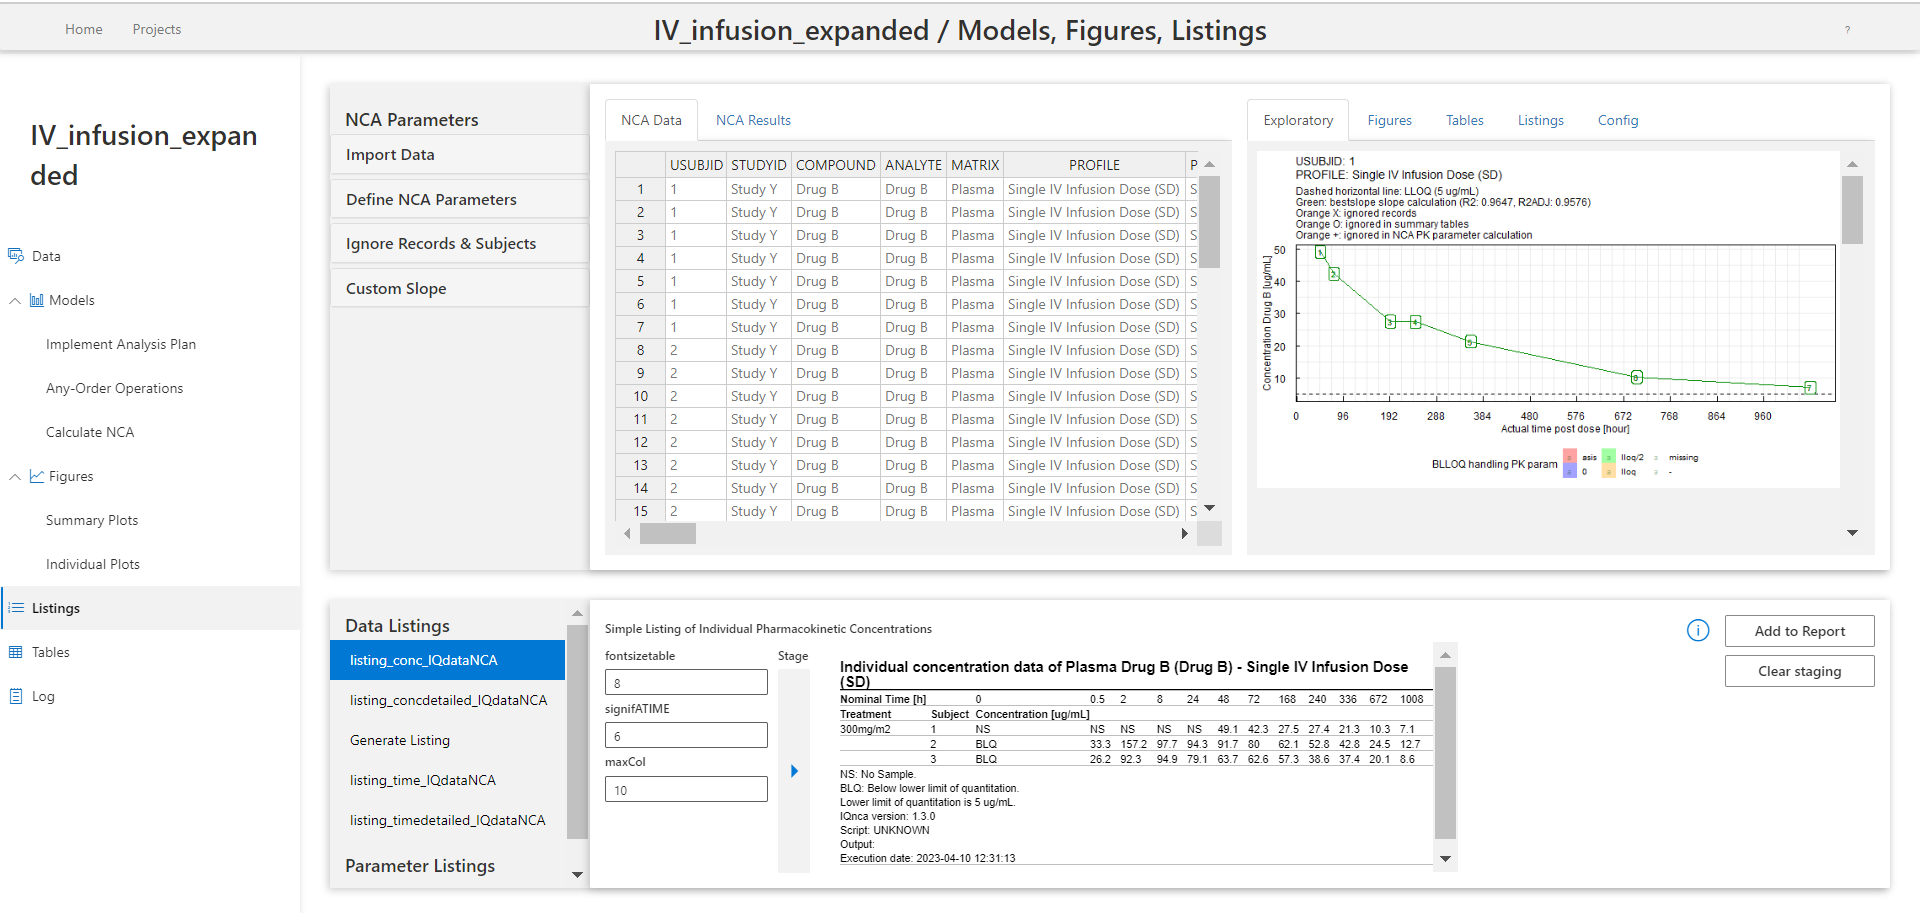 Home
Projects
IV_infusion_expanded / Models, Figures, Listings
?
IV_infusion_expan
ded
Data
Models
Implement Analysis Plan
Any-Order Operations
Calculate NCA
Figures
Summary Plots
Individual Plots
Listings
Tables
Log
NCA Parameters
Import Data
Define NCA Parameters
Ignore Records & Subjects
Custom Slope
NCA Data
NCA Results
USUBJID STUDYID COMPOUND ANALYTE MATRIX PROFILE P
1 1 Study Y Drug B Drug B Plasma Single IV Infusion Dose (SD) S
2 1 Study Y Drug B Drug B Plasma Single IV Infusion Dose (SD) S
3 1 Study Y Drug B Drug B Plasma Single IV Infusion Dose (SD) S
4 1 Study Y Drug B Drug B Plasma Single IV Infusion Dose (SD) S
5 1 Study Y Drug B Drug B Plasma Single IV Infusion Dose (SD) S
6 1 Study Y Drug B Drug B Plasma Single IV Infusion Dose (SD) S
7 1 Study Y Drug B Drug B Plasma Single IV Infusion Dose (SD) S
8 2 Study Y Drug B Drug B Plasma Single IV Infusion Dose (SD) S
9 2 Study Y Drug B Drug B Plasma Single IV Infusion Dose (SD) S
10 2 Study Y Drug B Drug B Plasma Single IV Infusion Dose (SD) S
11 2 Study Y Drug B Drug B Plasma Single IV Infusion Dose (SD) S
12 2 Study Y Drug B Drug B Plasma Single IV Infusion Dose (SD) S
13 2 Study Y Drug B Drug B Plasma Single IV Infusion Dose (SD) S
14 2 Study Y Drug B Drug B Plasma Single IV Infusion Dose (SD) S
15 2 Study Y Drug B Drug B Plasma Single IV Infusion Dose (SD) S
Exploratory
Figures
Tables
Listings
Config
USUBJID: 1
PROFILE: Single IV Infusion Dose (SD)
Dashed horizontal line: LLOQ (5 ug/mL)
Green: bestslope slope calculation (R2: 0.9647, R2ADJ: 0.9576)
Orange X: ignored records
Orange O: ignored in summary tables
Orange +: ignored in NCA PK parameter calculation
Concentration Drug B [ug/mL]
50
40
30
20
10
1 2 3 4 5 6 7
0 96 192 288 384 480 576 672 768 864 960
Actual time post dose [hour]
BLLOQ handling PK param
asis lloq/2 missing
0 lloq -
Data Listings
listing_conc_IQdataNCA
listing_concdetailed_IQdataNCA
Generate Listing
listing_time_IQdataNCA
listing_timedetailed_IQdataNCA
Parameter Listings
Simple Listing of Individual Pharmacokinetic Concentrations
fontsizetable
8
signifATIME
6
maxCol
10
Stage
Individual concentration data of Plasma Drug B (Drug B) - Single IV Infusion Dose
(SD)
Nominal Time [h] 0 0.5 2 8 24 48 72 168 240 336 672 1008
Treatment Subject Concentration [ug/mL]
300mg/m2 1 NS NS NS NS NS 49.1 42.3 27.5 27.4 21.3 10.3 7.1
2 BLQ 33.3 157.2 97.7 94.3 91.7 80 62.1 52.8 42.8 24.5 12.7
3 BLQ 26.2 92.3 94.9 79.1 63.7 62.6 57.3 38.6 37.4 20.1 8.6
NS: No Sample.
BLQ: Below lower limit of quantitation.
Lower limit of quantitation is 5 ug/mL.
IQnca version: 1.3.0
Script: UNKNOWN
Output:
Execution date: 2023-04-10 12:31:13
Add to Report
Clear staging